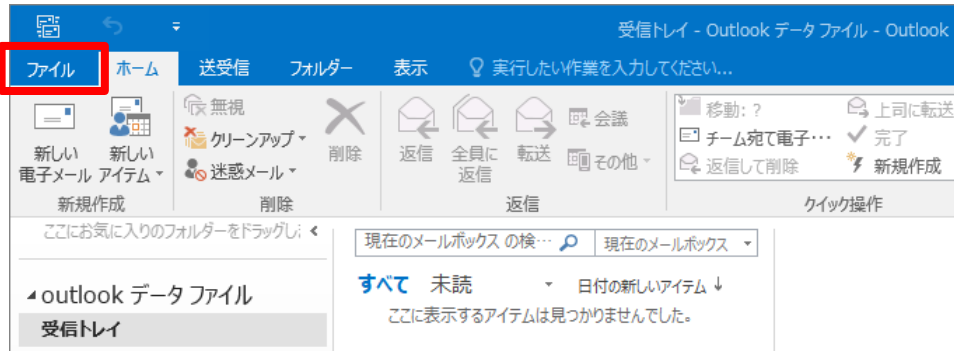 受信トレイ - Outlook データ ファイル - Outlook
ファイル ホーム 送受信 フォルダー 表示 実行したい作業を入力してください...
新しい
電子メール
新しい
アイテム
新規作成
無視
クリーンアップ
迷惑メール
削除
削除
返信
全員に
返信
転送
会議
その他
返信
移動: ?
チーム宛て電子…
返信して削除
上司に転送
完了
新規作成
クイック操作
ここにお気に入りのフォルダーをドラッグし
outlook データ ファイル
受信トレイ
現在のメールボックス の検… 現在のメールボックス
すべて 未読 日付の新しいアイテム ↓
ここに表示するアイテムは見つかりませんでした。